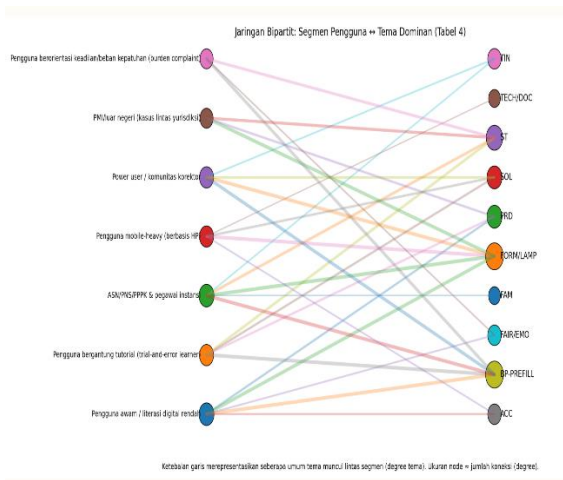 Jaringan Bipartit: Segmen Pengguna ↔ Tema Dominan (Tabel 4)
Pengguna berorientasi keadilan/beban kepatuhan (burden complaint)
TIN
TECH/DOC
PMI/luar negeri (kasus lintas yurisdiksi)
ST
Power user / komunitas korektor
SOL
PRD
Pengguna mobile-heavy (berbasis HP)
FORM/LAMP
ASN/PNS/PPPK & pegawai instansi
FAM
FAIR/EMO
Pengguna bergantung tutorial (trial-and-error learner)
BP-PREFILL
Pengguna awam / literasi digital rendah
ACC
Ketebalan garis merepresentasikan seberapa umum tema muncul lintas segmen (degree tema). Ukuran node = jumlah koneksi (degree).